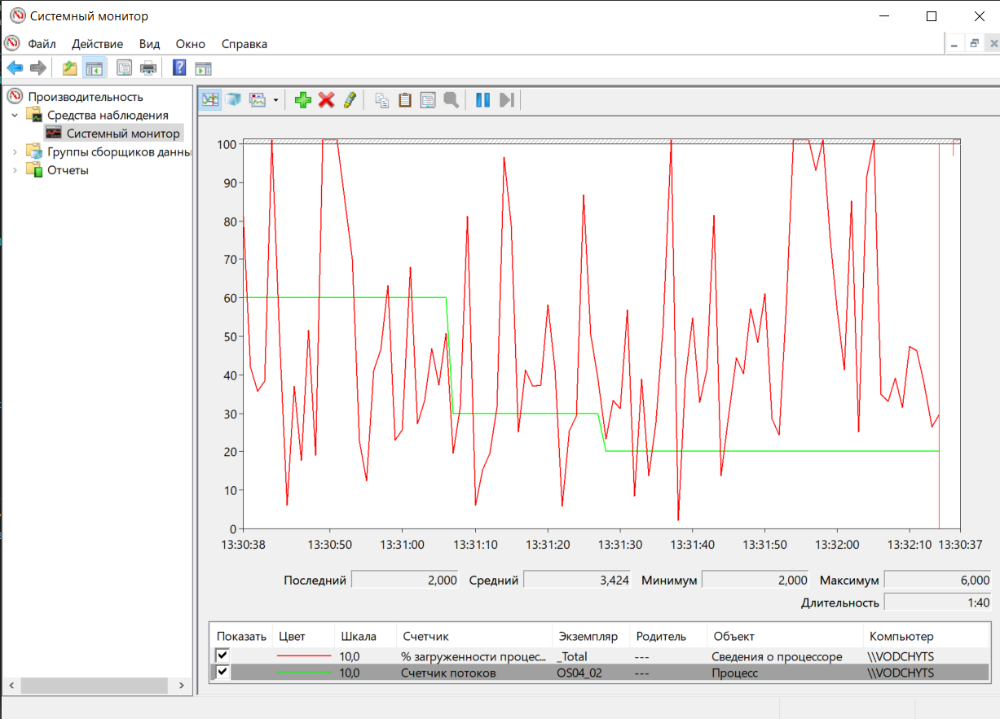 Системный монитор
Файл Действие Вид Окно Справка
Производительность
Средства наблюдения
Системный монитор
Группы сборщиков данны
Отчеты
100
90
80
70
60
50
40
30
20
10
0
13:30:38 13:30:50 13:31:00 13:31:10 13:31:20 13:31:30 13:31:40 13:31:50 13:32:00 13:32:10 13:30:37
Последний 2,000 Средний 3,424 Минимум 2,000 Максимум 6,000
Длительность 1:40
Показать Цвет Шкала Счетчик Экземпляр Родитель Объект Компьютер
10,0 % загруженности процес... _Total --- Сведения о процессоре \\VODCHYTS
10,0 Счетчик потоков OS04_02 --- Процесс \\VODCHYTS